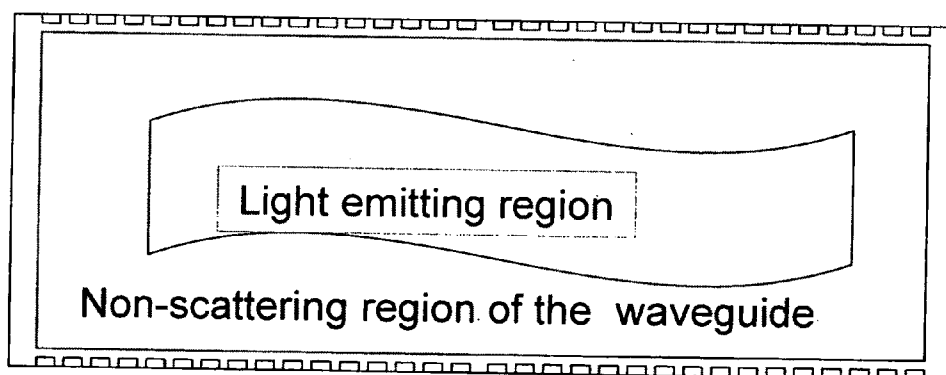 Light emitting region
Non-scattering region of the waveguide